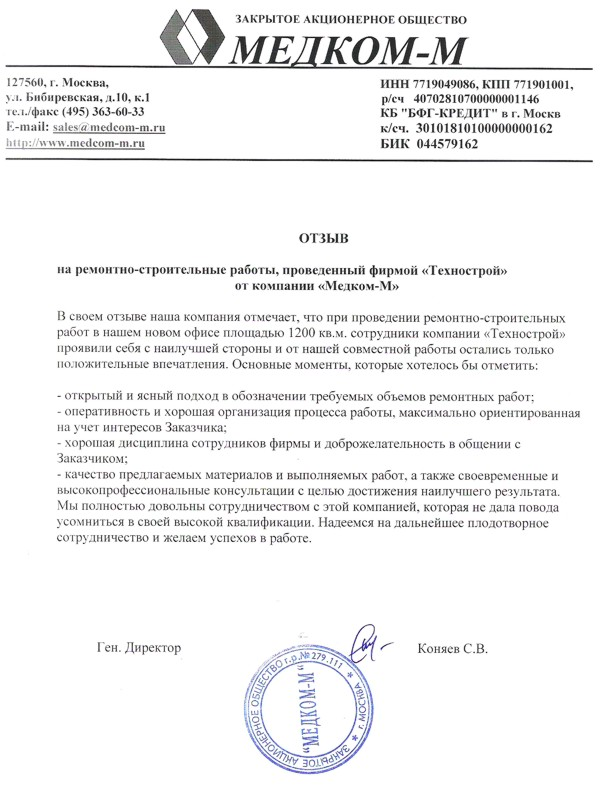 ЗАКРЫТОЕ АКЦИОНЕРНОЕ ОБЩЕСТВО
МЕДКОМ-М
127560, г. Москва,
ул. Бибиревская, д.10, к.1
тел./факс (495) 363-60-33
E-mail: sales@medcom-m.ru
http://www.medcom-m.ru
ИНН 7719049086, КПП 771901001,
р/сч 40702810700000001146
КБ "БФГ-КРЕДИТ" в г. Москв
к/сч. 30101810100000000162
БИК 044579162
ОТЗЫВ
на ремонтно-строительные работы, проведенный фирмой «Технострой»
от компании «Медком-М»
В своем отзыве наша компания отмечает, что при проведении ремонтно-строительных
работ в нашем новом офисе площадью 1200 кв.м. сотрудники компании «Технострой»
проявили себя с наилучшей стороны и от нашей совместной работы остались только
положительные впечатления. Основные моменты, которые хотелось бы отметить:
- открытый и ясный подход в обозначении требуемых объемов ремонтных работ;
- оперативность и хорошая организация процесса работы, максимально ориентированная
на учет интересов Заказчика;
- хорошая дисциплина сотрудников фирмы и доброжелательность в общении с
Заказчиком;
- качество предлагаемых материалов и выполняемых работ, а также своевременные и
высокопрофессиональные консультации с целью достижения наилучшего результата.
Мы полностью довольны сотрудничеством с этой компанией, которая не дала повода
усомниться в своей высокой квалификации. Надеемся на дальнейшее плодотворное
сотрудничество и желаем успехов в работе.
Ген. Директор
Коняев С.В.
ЗАКРЫТОЕ АКЦИОНЕРНОЕ ОБЩЕСТВО г.р.№279.111 * г. МОСКВА *
"МЕДКОМ-М"